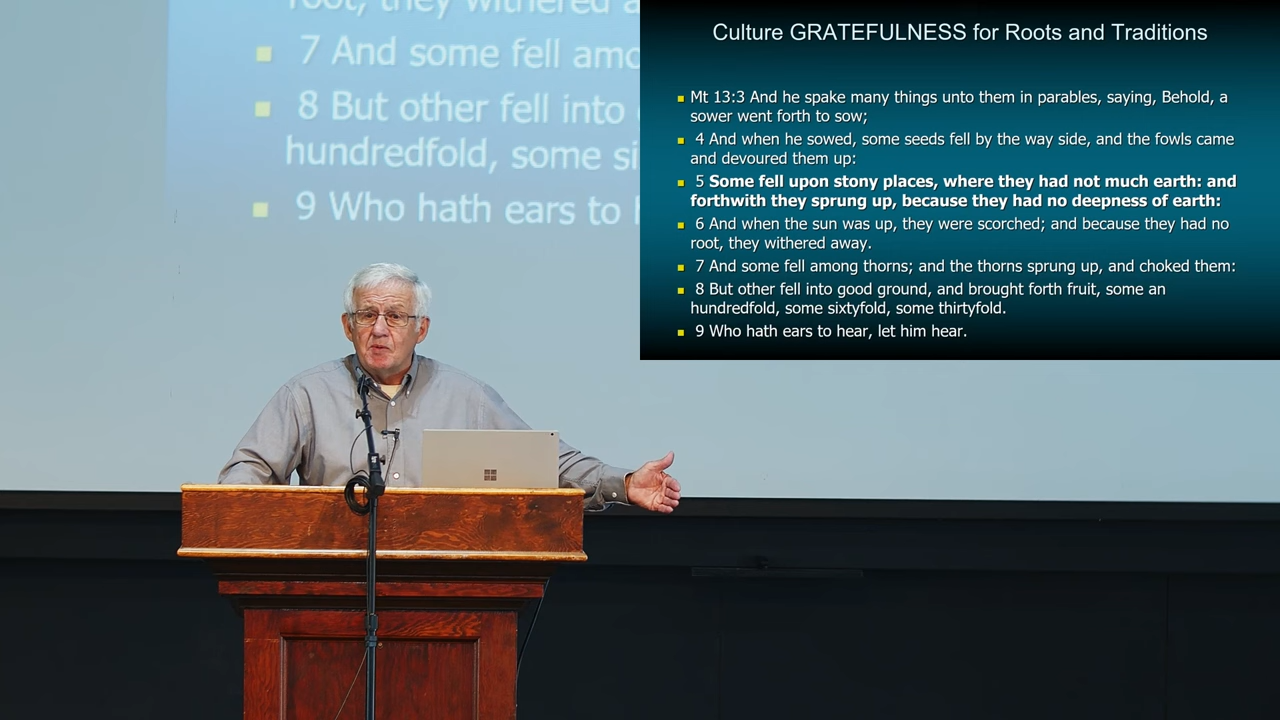 root, they withered a
7 And some fell amo
8 But other fell into
hundredfold, some si
9 Who hath ears to
Culture GRATEFULNESS for Roots and Traditions
Mt 13:3 And he spake many things unto them in parables, saying, Behold, a
sower went forth to sow;
4 And when he sowed, some seeds fell by the way side, and the fowls came
and devoured them up:
5 Some fell upon stony places, where they had not much earth: and
forthwith they sprung up, because they had no deepness of earth:
6 And when the sun was up, they were scorched; and because they had no
root, they withered away.
7 And some fell among thorns; and the thorns sprung up, and choked them:
8 But other fell into good ground, and brought forth fruit, some an
hundredfold, some sixtyfold, some thirtyfold.
9 Who hath ears to hear, let him hear.